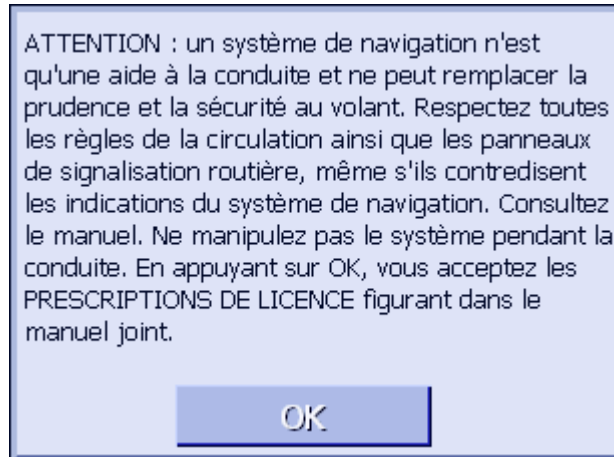 ATTENTION : un système de navigation n'est
qu'une aide à la conduite et ne peut remplacer la
prudence et la sécurité au volant. Respectez toutes
les règles de la circulation ainsi que les panneaux
de signalisation routière, même s'ils contredisent
les indications du système de navigation. Consultez
le manuel. Ne manipulez pas le système pendant la
conduite. En appuyant sur OK, vous acceptez les
PRESCRIPTIONS DE LICENCE figurant dans le
manuel joint.
OK